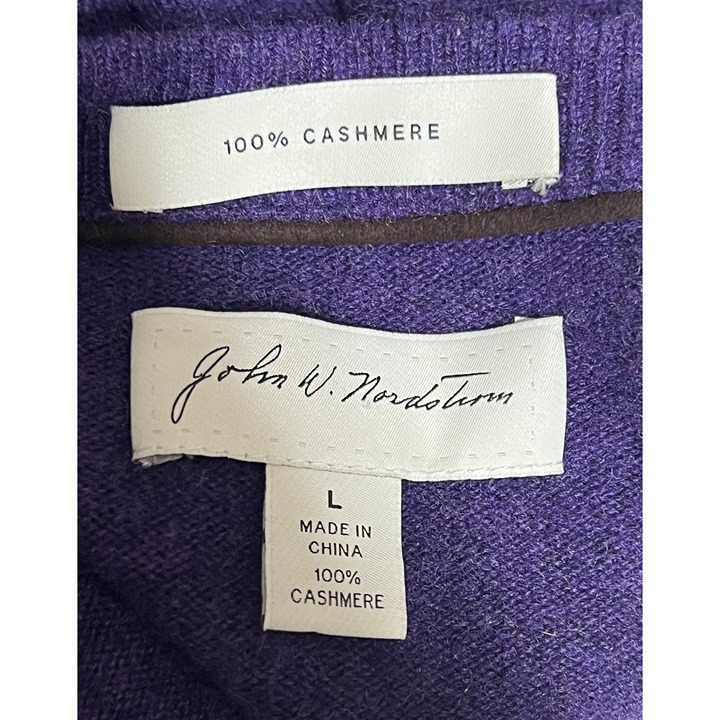 100% CASHMERE
John W. Nordstrom
L
MADE IN
CHINA
100%
CASHMERE